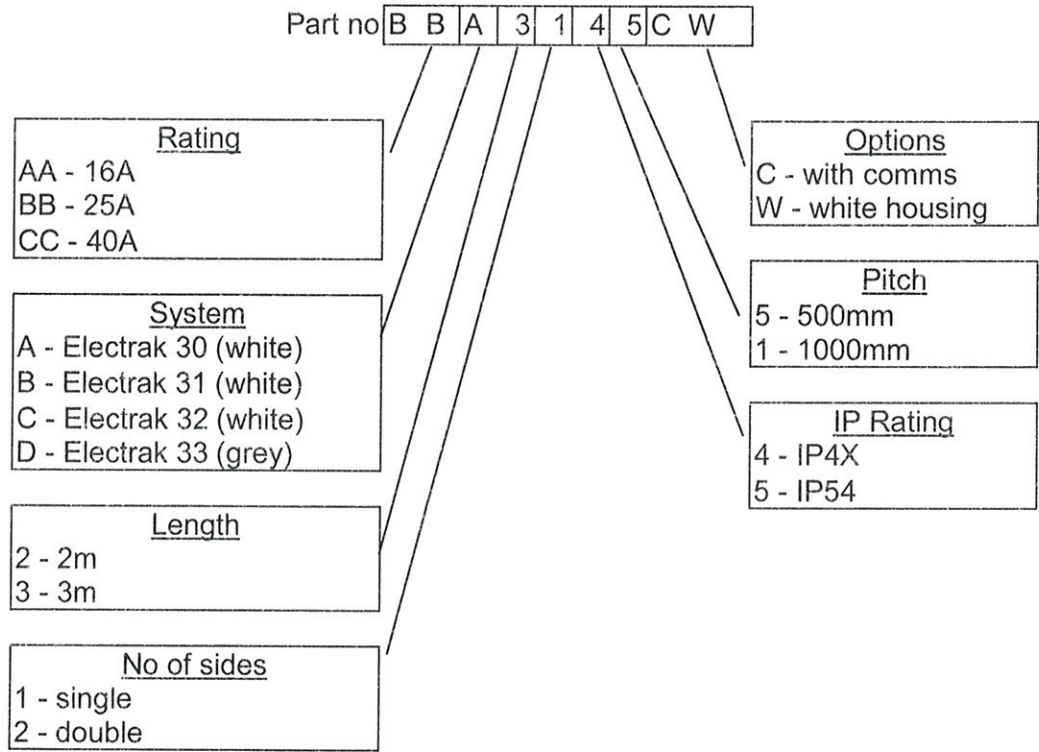 Part no B B A 3 1 4 5 C W
Rating
AA - 16A
BB - 25A
CC - 40A
System
A - Electrak 30 (white)
B - Electrak 31 (white)
C - Electrak 32 (white)
D - Electrak 33 (grey)
Length
2 - 2m
3 - 3m
No of sides
1 - single
2 - double
Options
C - with comms
W - white housing
Pitch
5 - 500mm
1 - 1000mm
IP Rating
4 - IP4X
5 - IP54